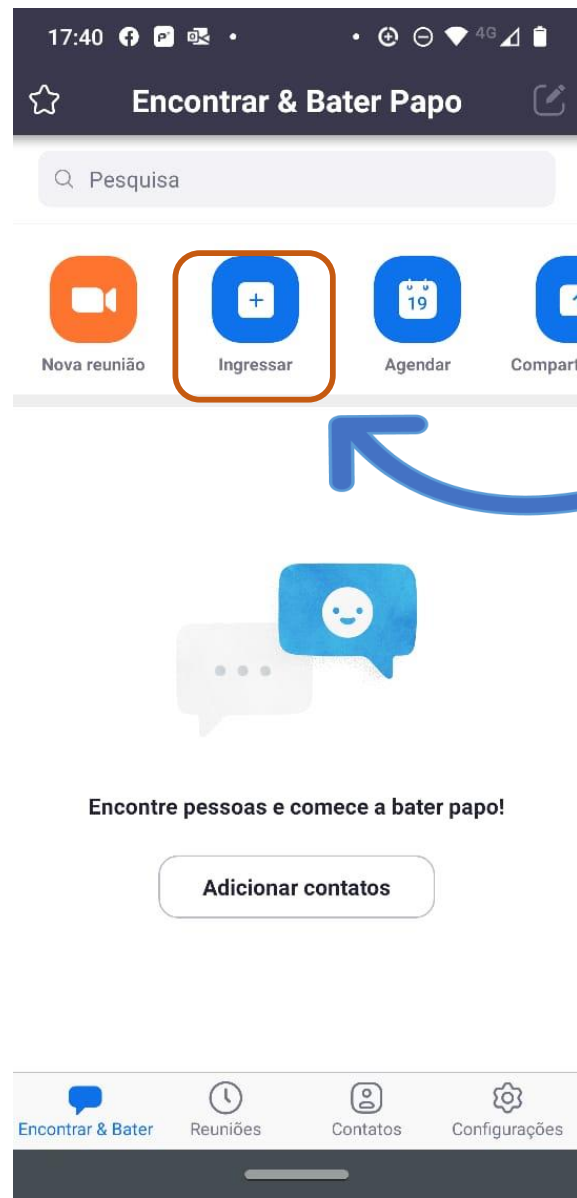 17:40 4G
Encontrar & Bater Papo
Pesquisa
19
Nova reunião Ingressar Agendar Compart
Encontre pessoas e comece a bater papo!
Adicionar contatos
Encontrar & Bater Reuniões Contatos Configurações